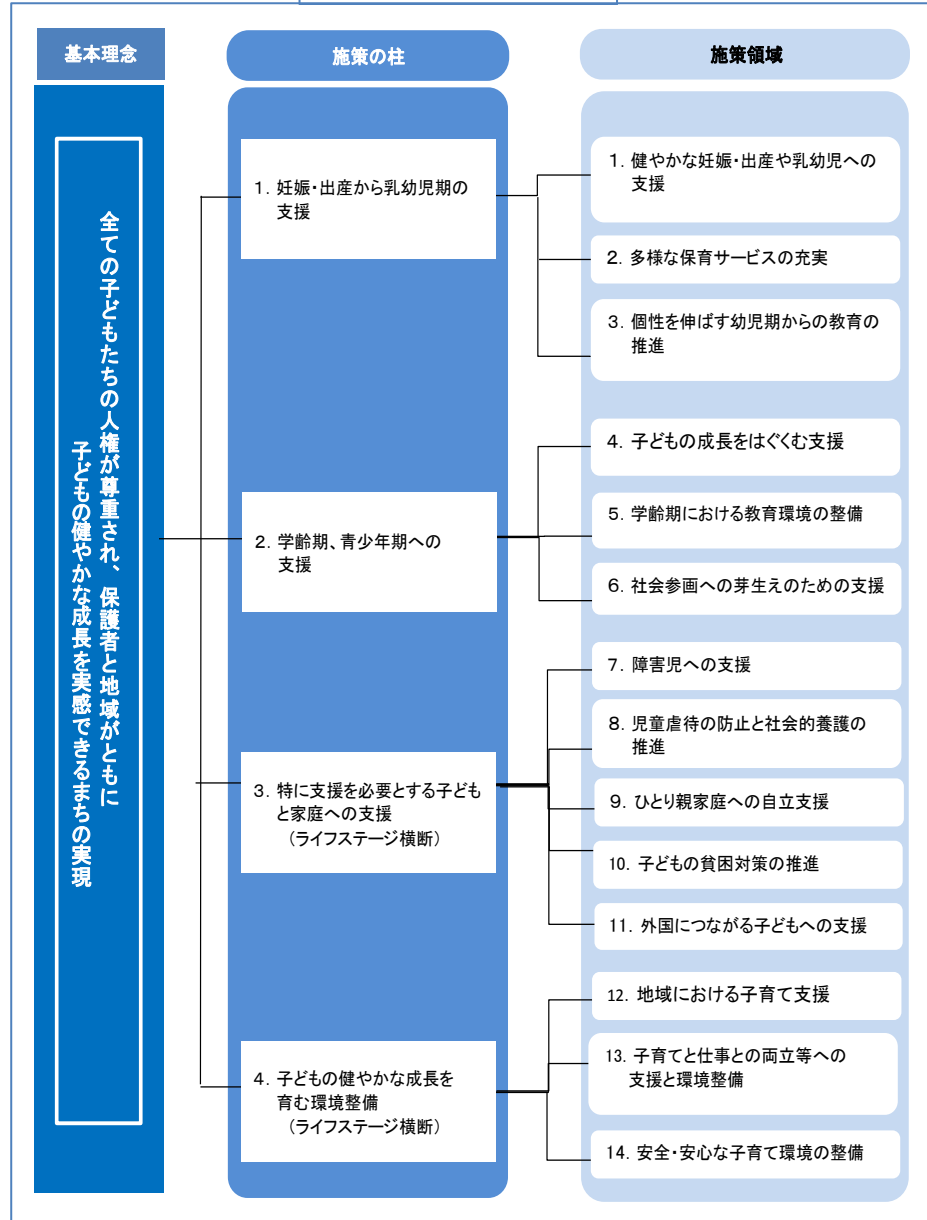 基本理念
施策の柱
施策領域
全ての子どもたちの人権が尊重され、保護者と地域がともに
子どもの健やかな成長を実感できるまちの実現
1．妊娠・出産から乳幼児期の
支援
2．学齢期、青少年期への
支援
3．特に支援を必要とする子ども
と家庭への支援
（ライフステージ横断）
4．子どもの健やかな成長を
育む環境整備
（ライフステージ横断）
1．健やかな妊娠・出産や乳幼児への
支援
2．多様な保育サービスの充実
3．個性を伸ばす幼児期からの教育の
推進
4．子どもの成長をはぐくむ支援
5．学齢期における教育環境の整備
6．社会参画への芽生えのための支援
7．障害児への支援
8．児童虐待の防止と社会的養護の
推進
9．ひとり親家庭への自立支援
10．子どもの貧困対策の推進
11．外国につながる子どもへの支援
12．地域における子育て支援
13．子育てと仕事との両立等への
支援と環境整備
14．安全・安心な子育て環境の整備